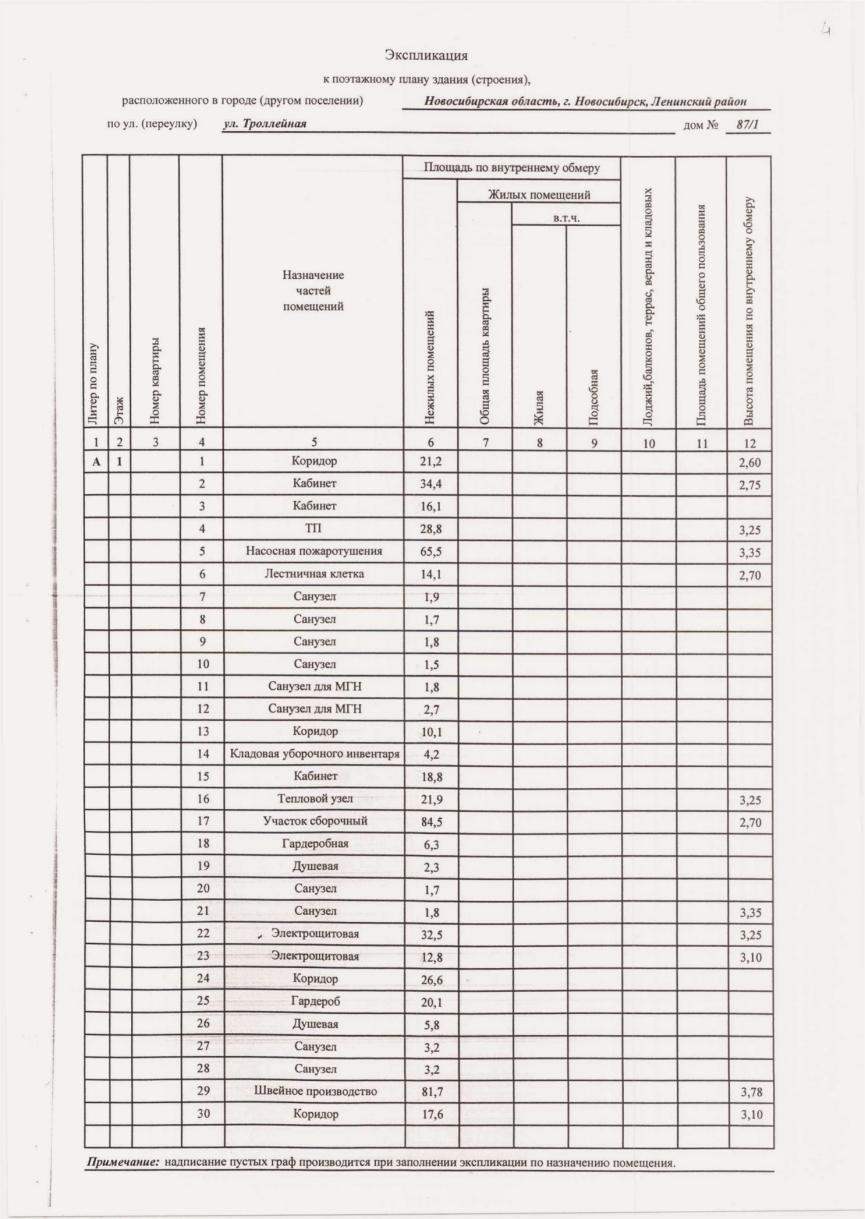 4
Экспликация
к поэтажному плану здания (строения),
расположенного в городе (другом поселении) Новосибирская область, г. Новосибирск, Ленинский район
по ул. (переулку) ул. Троллейная дом № 87/1
Литер по плану
Этаж
Номер квартиры
Номер помещения
Назначение
частей
помещений
Площадь по внутреннему обмеру
Нежилых помещений
Жилых помещений
Общая площадь квартиры
в.т.ч.
Жилая
Подсобная
Лоджий,балконов, террас, веранд и кладовых
Площадь помещений общего пользования
Высота помещения по внутреннему обмеру
1 2 3 4 5 6 7 8 9 10 11 12
А 1 1 Коридор 21,2 2,60
2 Кабинет 34,4 2,75
3 Кабинет 16,1
4 ТП 28,8 3,25
5 Насосная пожаротушения 65,5 3,35
6 Лестничная клетка 14,1 2,70
7 Санузел 1,9
8 Санузел 1,7
9 Санузел 1,8
10 Санузел 1,5
11 Санузел для МГН 1,8
12 Санузел для МГН 2,7
13 Коридор 10,1
14 Кладовая уборочного инвентаря 4,2
15 Кабинет 18,8
16 Тепловой узел 21,9 3,25
17 Участок сборочный 84,5 2,70
18 Гардеробная 6,3
19 Душевая 2,3
20 Санузел 1,7
21 Санузел 1,8 3,35
22 Электрощитовая 32,5 3,25
23 Электрощитовая 12,8 3,10
24 Коридор 26,6
25 Гардероб 20,1
26 Душевая 5,8
27 Санузел 3,2
28 Санузел 3,2
29 Швейное производство 81,7 3,78
30 Коридор 17,6 3,10
Примечание: надписание пустых граф производится при заполнении экспликации по назначению помещения.